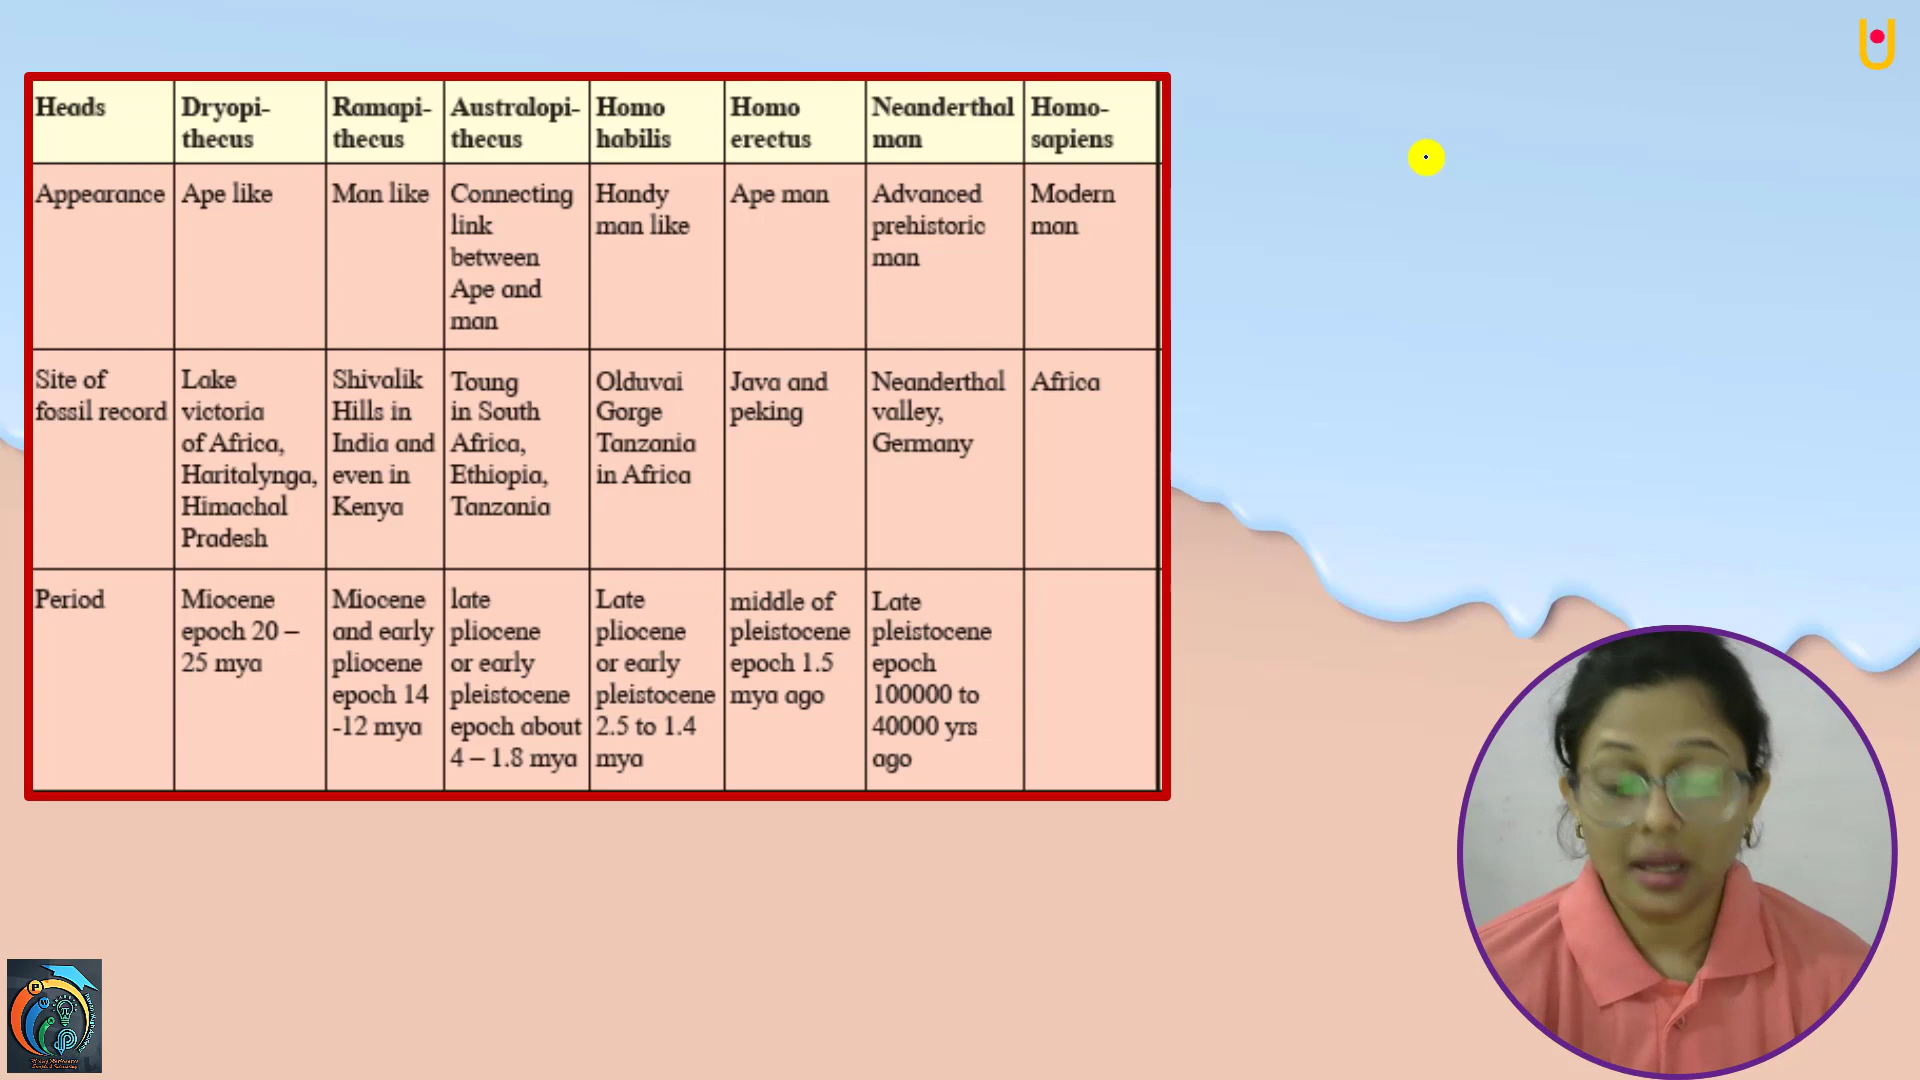 Heads
Dryopi-
thecus
Ramapi-
thecus
Australopi-
thecus
Homo
habilis
Homo
erectus
Neanderthal
man
Homo-
sapiens
Appearance
Ape like
Man like
Connecting
link
between
Ape and
man
Handy
man like
Ape man
Advanced
prehistoric
man
Modern
man
Site of
fossil record
Lake
victoria
of Africa,
Haritalynga,
Himachal
Pradesh
Shivalik
Hills in
India and
even in
Kenya
Toung
in South
Africa,
Ethiopia,
Tanzania
Olduvai
Gorge
Tanzania
in Africa
Java and
peking
Neanderthal
valley,
Germany
Africa
Period
Miocene
epoch 20 –
25 mya
Miocene
and early
pliocene
epoch 14
-12 mya
late
pliocene
or early
pleistocene
epoch about
4 – 1.8 mya
Late
pliocene
or early
pleistocene
2.5 to 1.4
mya
middle of
pleistocene
epoch 1.5
mya ago
Late
pleistocene
epoch
100000 to
40000 yrs
ago